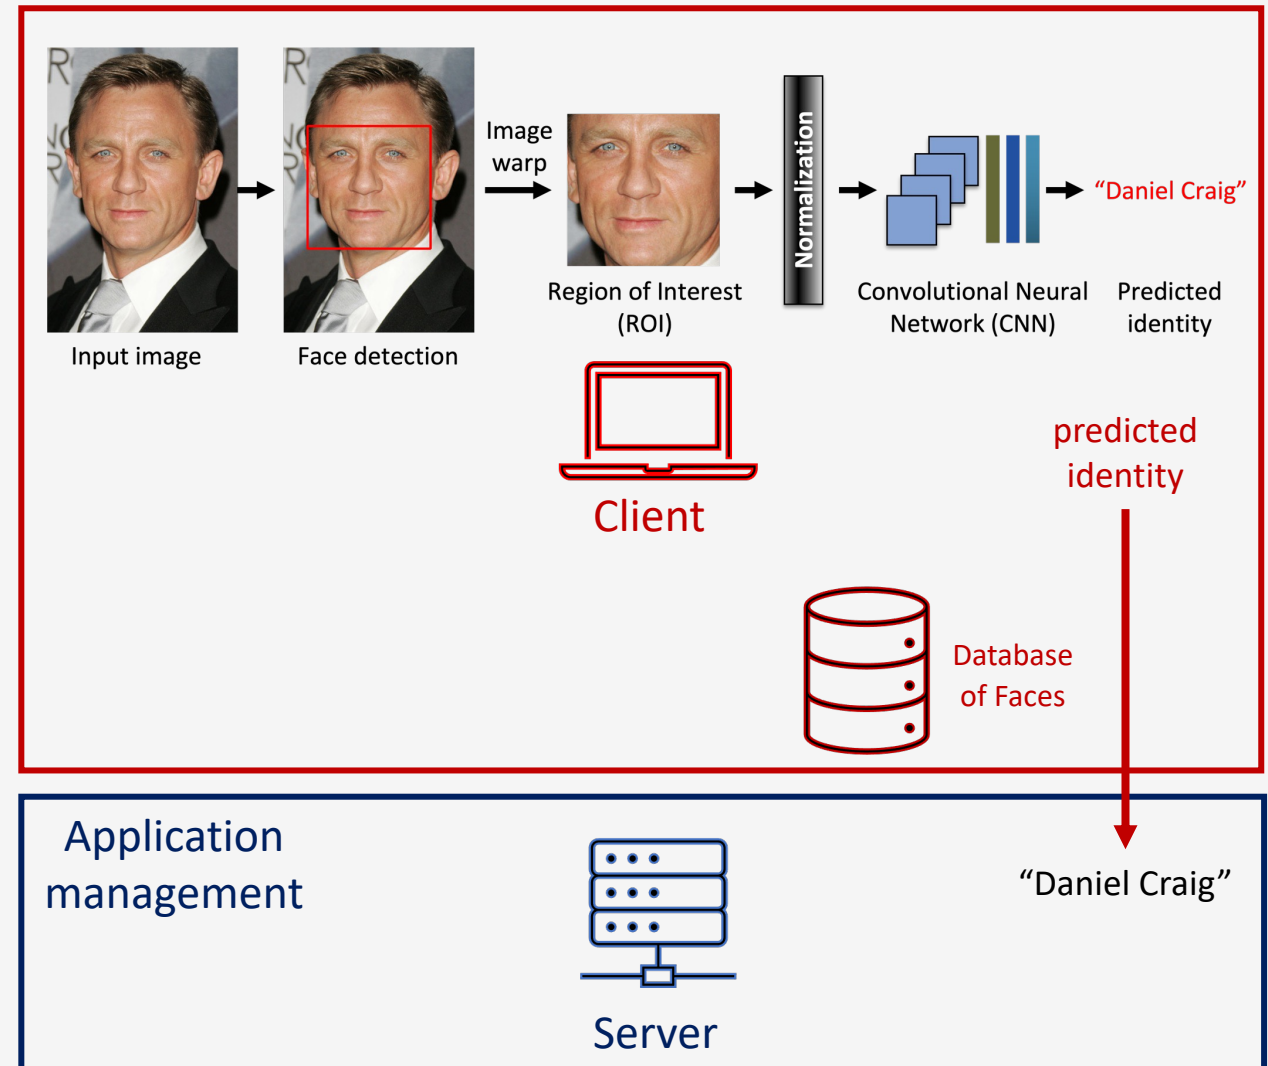 Input image
Face detection
Image
warp
Region of Interest
(ROI)
Normalization
Convolutional Neural
Network (CNN)
“Daniel Craig”
Predicted
identity
Client
predicted
identity
Database
of Faces
Application
management
“Daniel Craig”
Server